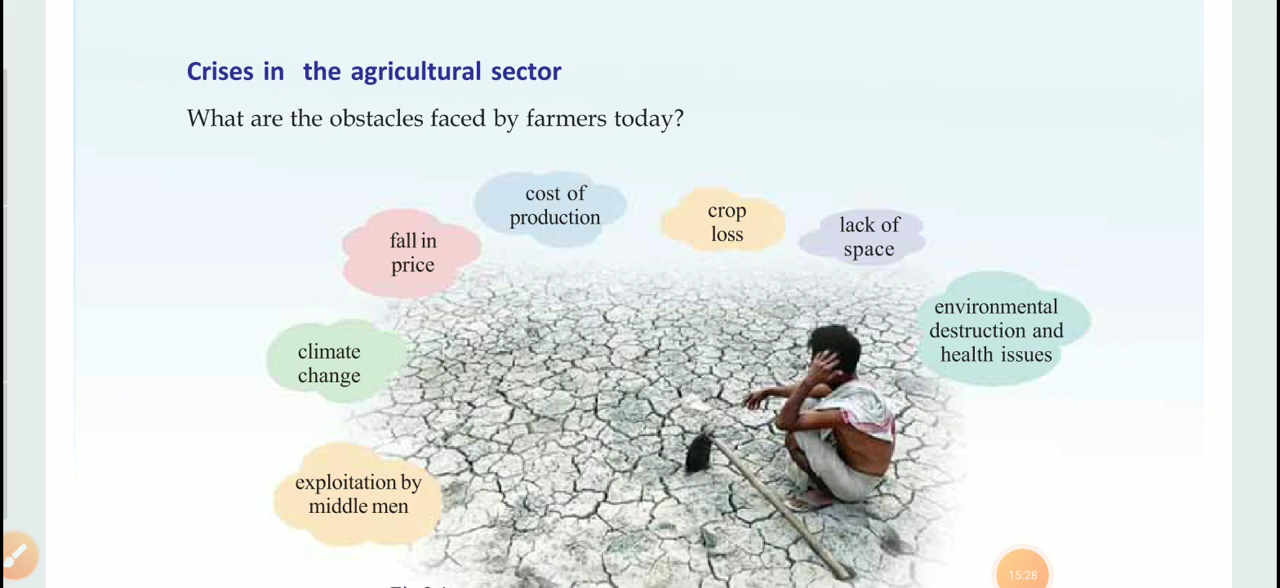 Crises in the agricultural sector
What are the obstacles faced by farmers today?
cost of
production
crop
loss
lack of
space
fall in
price
environmental
destruction and
health issues
climate
change
exploitation by
middle men
15:28